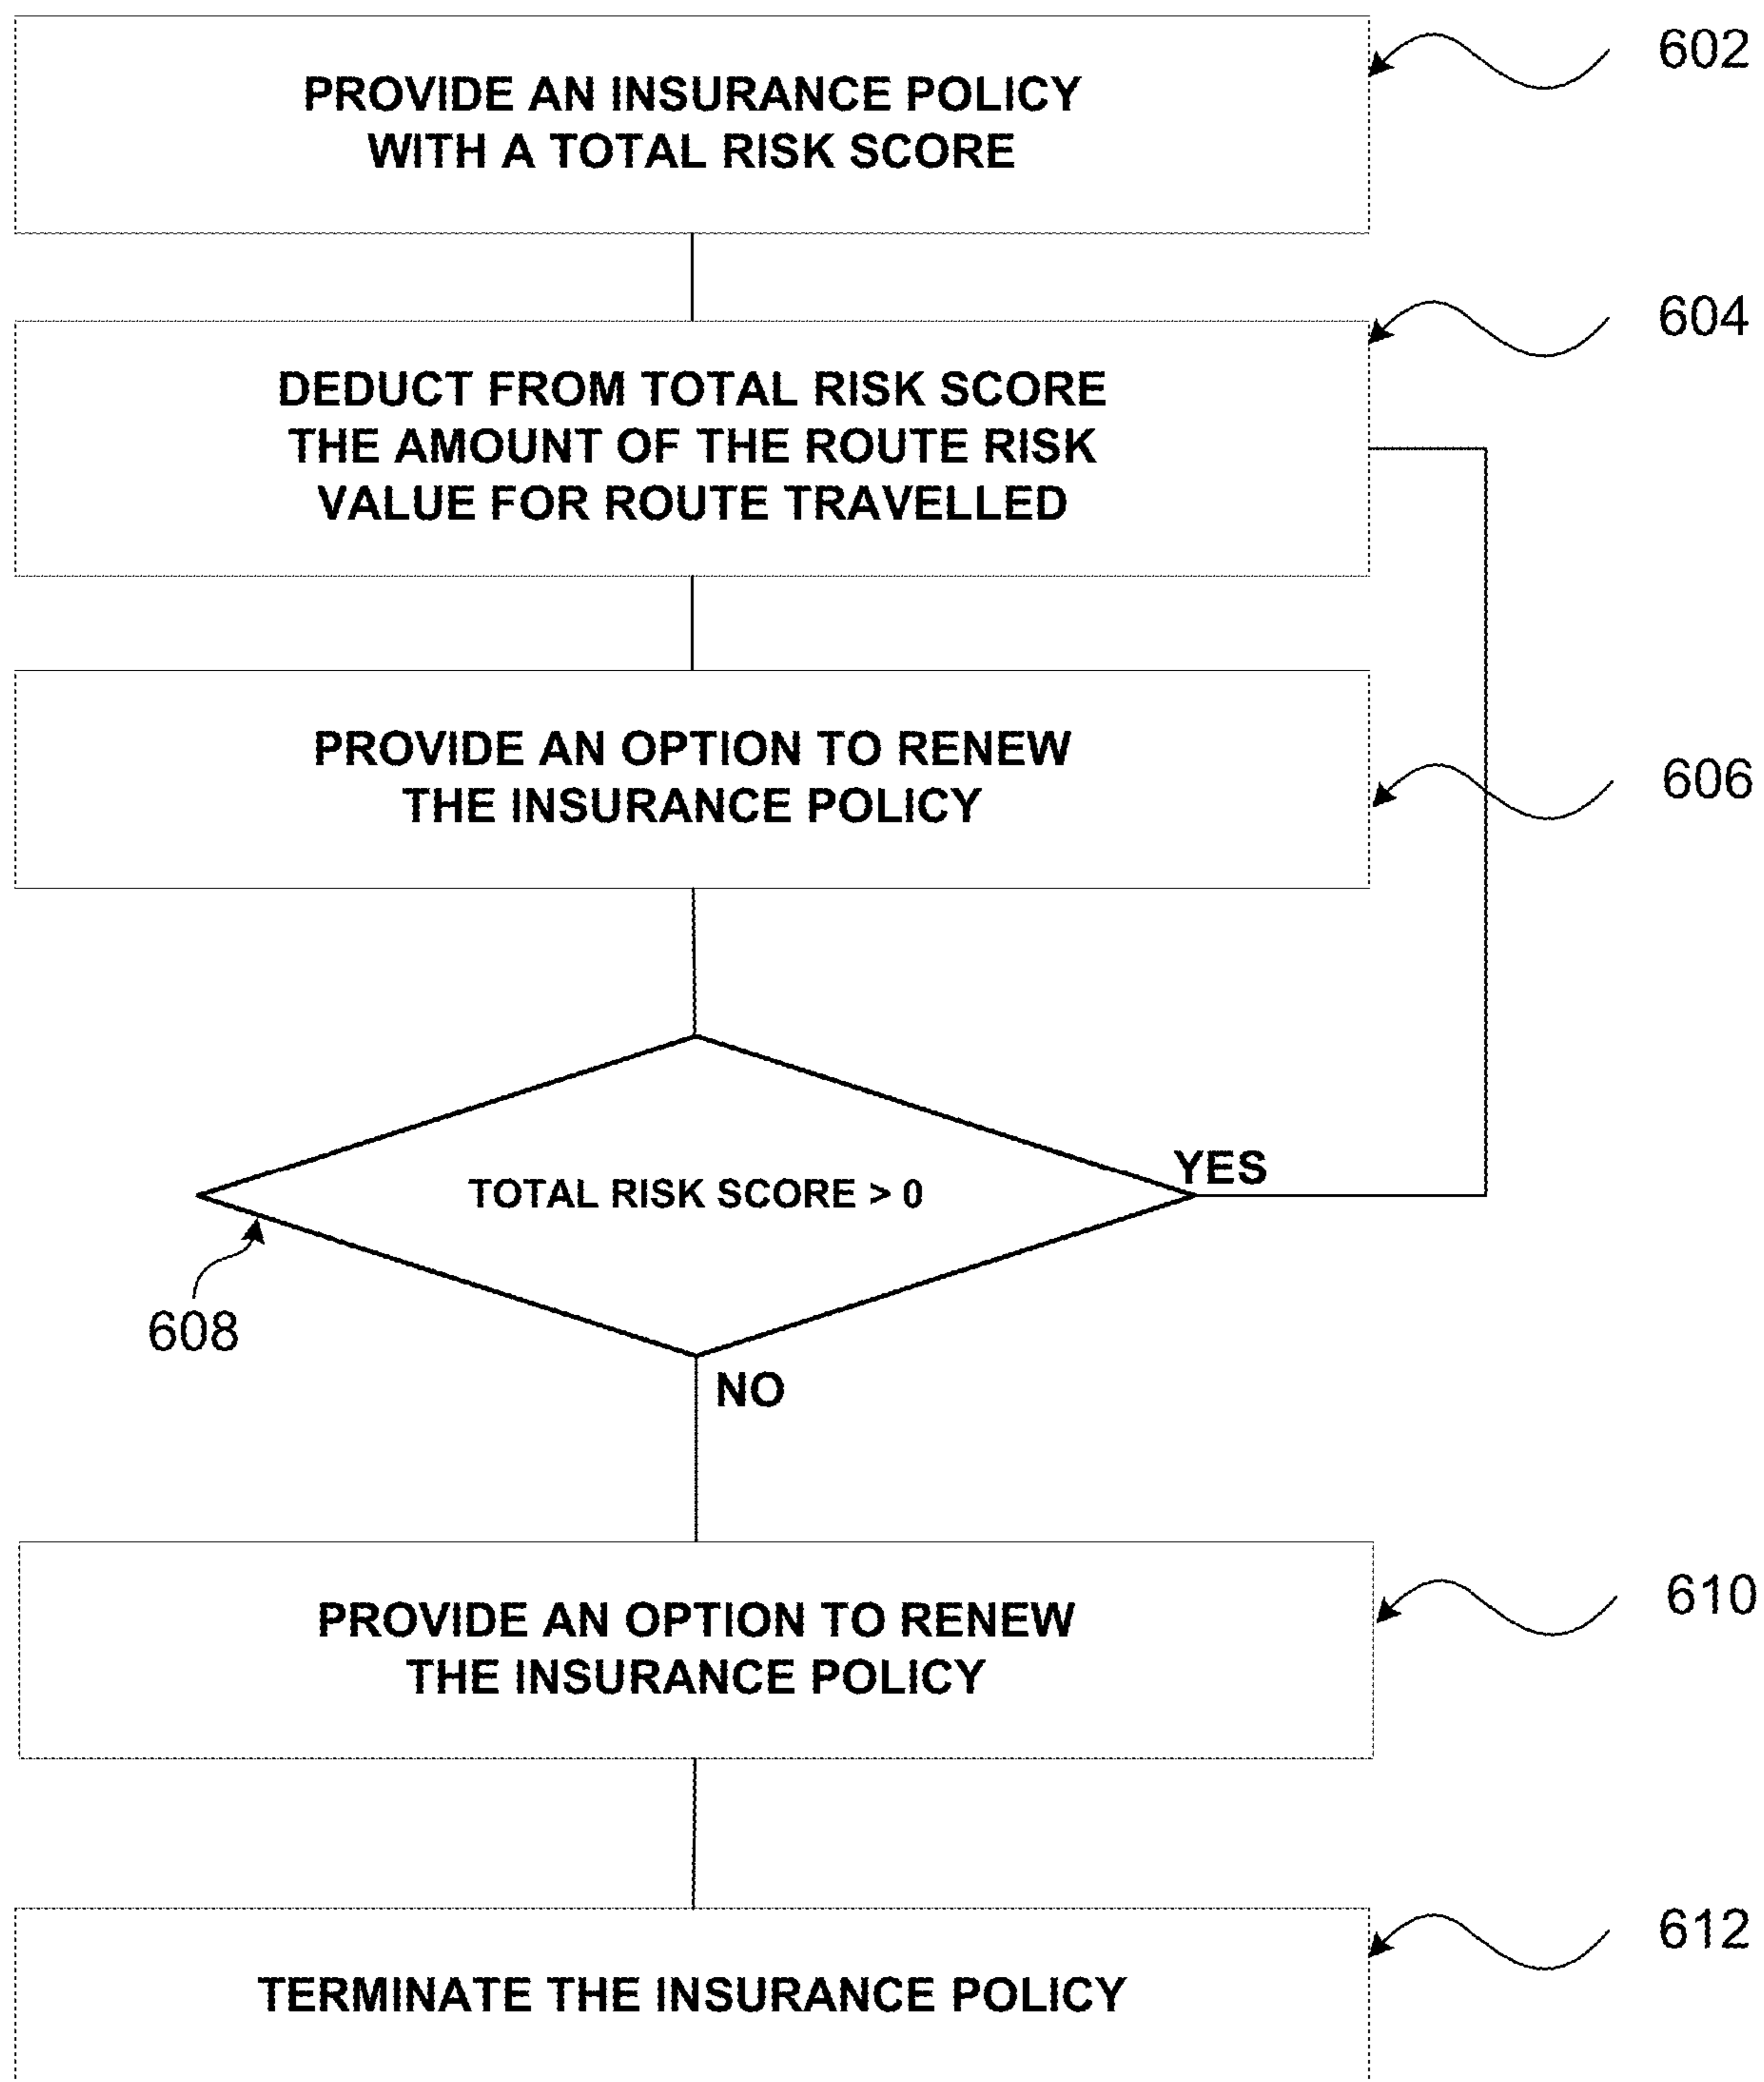 PROVIDE AN INSURANCE POLICY
WITH A TOTAL RISK SCORE
602
DEDUCT FROM TOTAL RISK SCORE
THE AMOUNT OF THE ROUTE RISK
VALUE FOR ROUTE TRAVELLED
604
PROVIDE AN OPTION TO RENEW
THE INSURANCE POLICY
606
TOTAL RISK SCORE > 0
YES
608
NO
PROVIDE AN OPTION TO RENEW
THE INSURANCE POLICY
610
TERMINATE THE INSURANCE POLICY
612